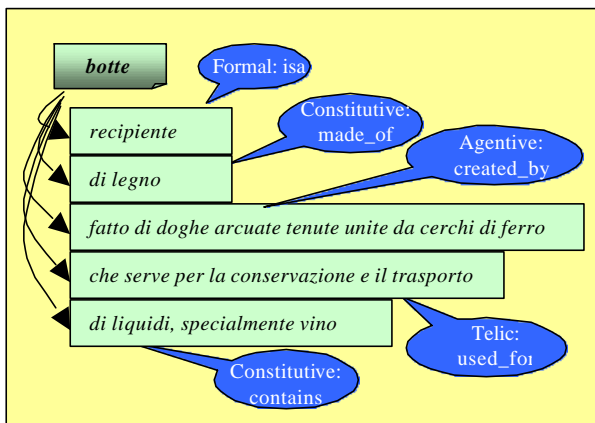 botte
Formal: isa
recipiente
Constitutive:
made_of
di legno
Agentive:
created_by
fatto di doghe arcuate tenute unite da cerchi di ferro
che serve per la conservazione e il trasporto
di liquidi, specialmente vino
Telic:
used_for
Constitutive:
contains